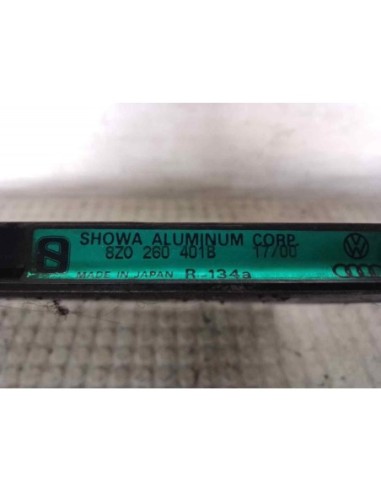 SHOWA ALUMINUM CORP.
8Z0 260 401B 17/00
MADE IN JAPAN R-134a